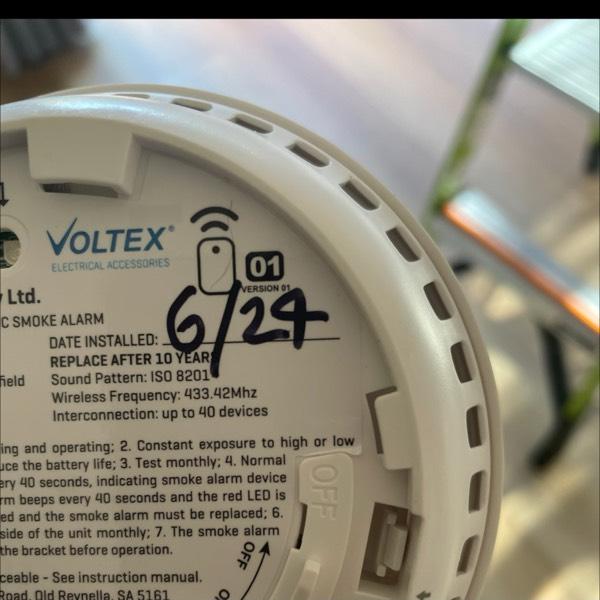 VOLTEX®
ELECTRICAL ACCESSORIES
01
VERSION 01
Ltd.
C SMOKE ALARM
6/24
DATE INSTALLED:
REPLACE AFTER 10 YEARS
field Sound Pattern: ISO 8201
Wireless Frequency: 433.42Mhz
Interconnection: up to 40 devices
ing and operating; 2. Constant exposure to high or low
uce the battery life; 3. Test monthly; 4. Normal
ery 40 seconds, indicating smoke alarm device
rm beeps every 40 seconds and the red LED is
ed and the smoke alarm must be replaced; 6.
side of the unit monthly; 7. The smoke alarm
the bracket before operation.
OFF
OFF
ceable - See instruction manual.
Road, Old Reynella, SA 5161